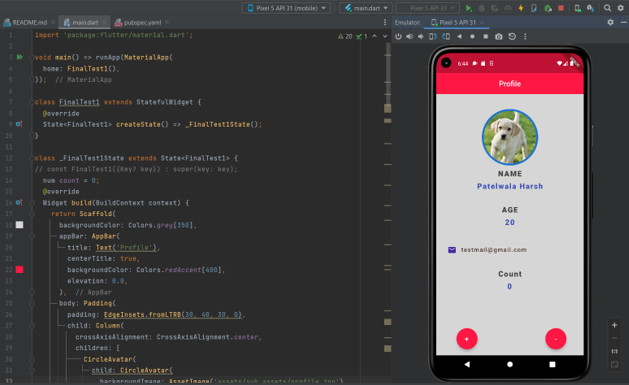 README.md
main.dart
pubspec.yaml
Pixel 5 API 31 (mobile)
main.dart
Pixel 5 API 31
Emulator:
Pixel 5 API 31
20
1
1 import 'package:flutter/material.dart';
2
3 void main() => runApp(MaterialApp(
4 home: FinalTest1(),
5 )); // MaterialApp
6
7 class FinalTest1 extends StatefulWidget {
8 @override
9 State<FinalTest1> createState() => _FinalTest1State();
10 }
11
12 class _FinalTest1State extends State<FinalTest1> {
13 // const FinalTest1({Key? key}) : super(key: key);
14 num count = 0;
15 @override
16 Widget build(BuildContext context) {
17 return Scaffold(
18 backgroundColor: Colors.grey[350],
19 appBar: AppBar(
20 title: Text('Profile'),
21 centerTitle: true,
22 backgroundColor: Colors.redAccent[400],
23 elevation: 0.0,
24 ), // AppBar
25 body: Padding(
26 padding: EdgeInsets.fromLTRB(30, 40, 30, 0),
27 child: Column(
28 crossAxisAlignment: CrossAxisAlignment.center,
29 children: [
30 CircleAvatar(
31 child: CircleAvatar(
32 backgroundImage: AssetImage('assets/
6:44
Profile
NAME
Patelwala Harsh
AGE
20
testmail@gmail.com
Count
0
+
-
+
−
1:1